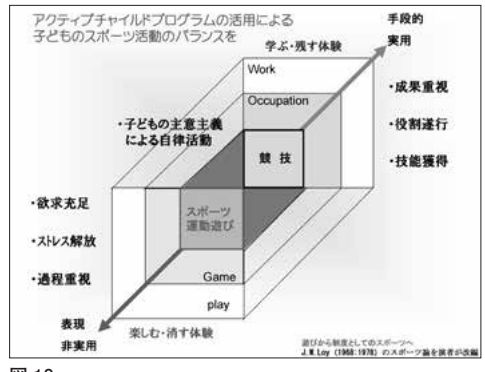 アクティブチャイルドプログラムの活用による
子どものスポーツ活動のバランスを
手段的
実用
学ぶ・残す体験
Work
Occupation
・成果重視
・役割遂行
・技能獲得
・子どもの主意主義
による自律活動
競 技
・欲求充足
・ストレス解放
・過程重視
スポーツ
運動遊び
Game
play
表現
非実用
楽しむ・消す体験
遊びから制度としてのスポーツへ
J.W.Loy (1968:1978) のスポーツ論を演者が改編